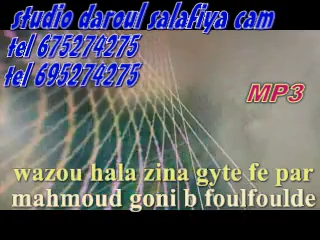 studio daroul salafiya cam
tel 675274275
tel 695274275
MP3
wazou hala zina gyte fe par
mahmoud goni b foulfoulde